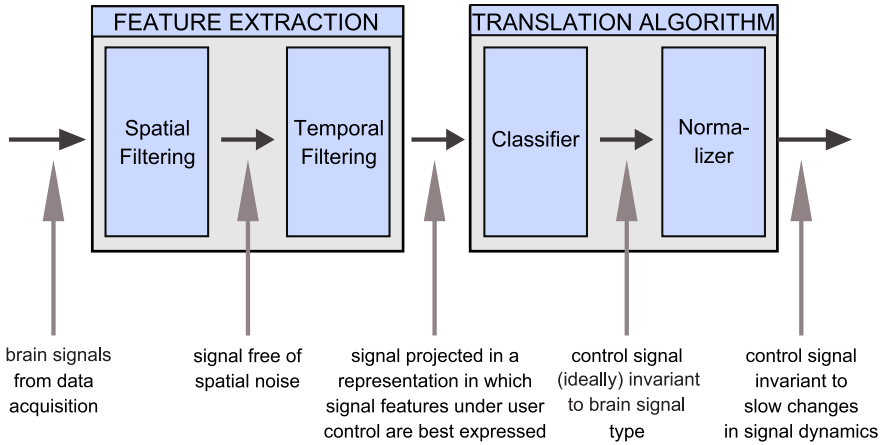 FEATURE EXTRACTION
TRANSLATION ALGORITHM
Spatial
Filtering
Temporal
Filtering
Classifier
Norma-
lizer
brain signals
from data
acquisition
signal free of
spatial noise
signal projected in a
representation in which
signal features under user
control are best expressed
control signal
(ideally) invariant
to brain signal
type
control signal
invariant to
slow changes
in signal dynamics